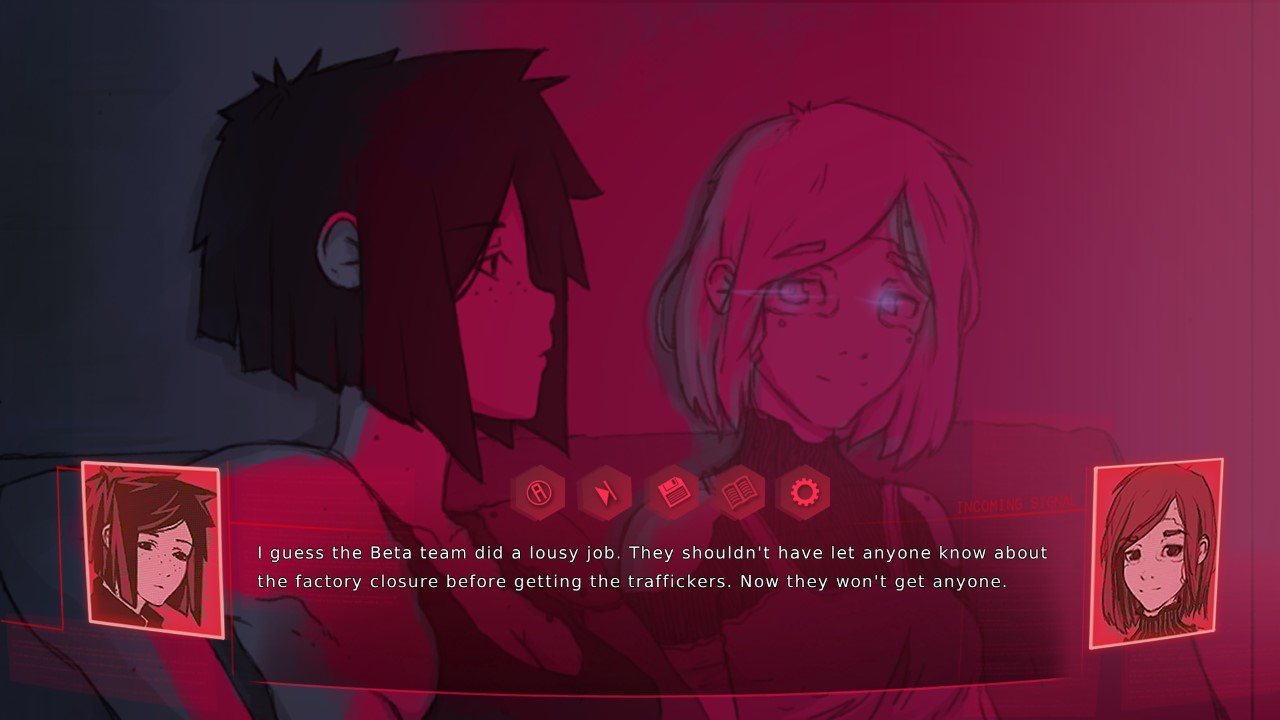 INCOMING SIGNAL
I guess the Beta team did a lousy job. They shouldn't have let anyone know about
the factory closure before getting the traffickers. Now they won't get anyone.